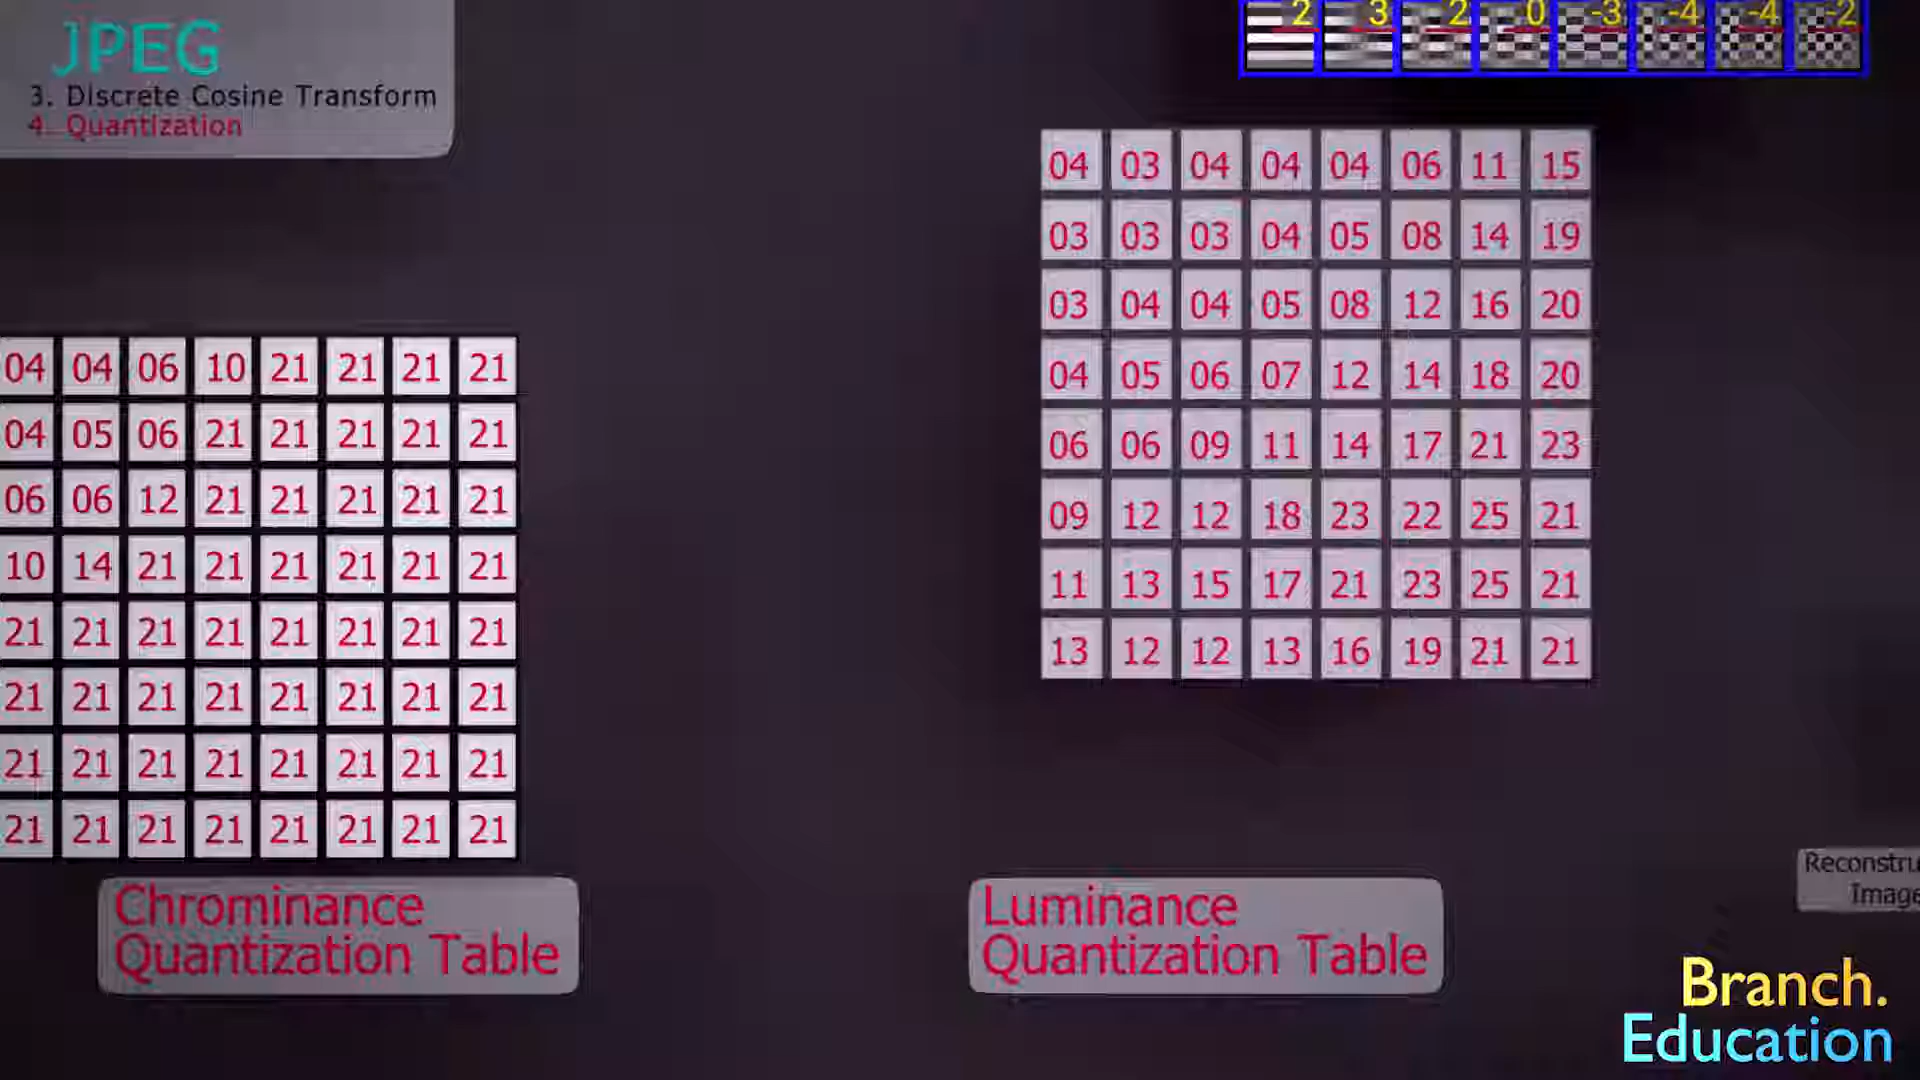 JPEG
3. Discrete Cosine Transform
4. Quantization
2 3 2 0 -3 -4 -4 -2
04 03 04 04 04 06 11 15
03 03 03 04 05 08 14 19
03 04 04 05 08 12 16 20
04 05 06 07 12 14 18 20
06 06 09 11 14 17 21 23
09 12 12 18 23 22 25 21
11 13 15 17 21 23 25 21
13 12 12 13 16 19 21 21
04 04 06 10 21 21 21 21
04 05 06 21 21 21 21 21
06 06 12 21 21 21 21 21
10 14 21 21 21 21 21 21
21 21 21 21 21 21 21 21
21 21 21 21 21 21 21 21
21 21 21 21 21 21 21 21
21 21 21 21 21 21 21 21
Chrominance
Quantization Table
Luminance
Quantization Table
Reconstru
Image
Branch.
Education